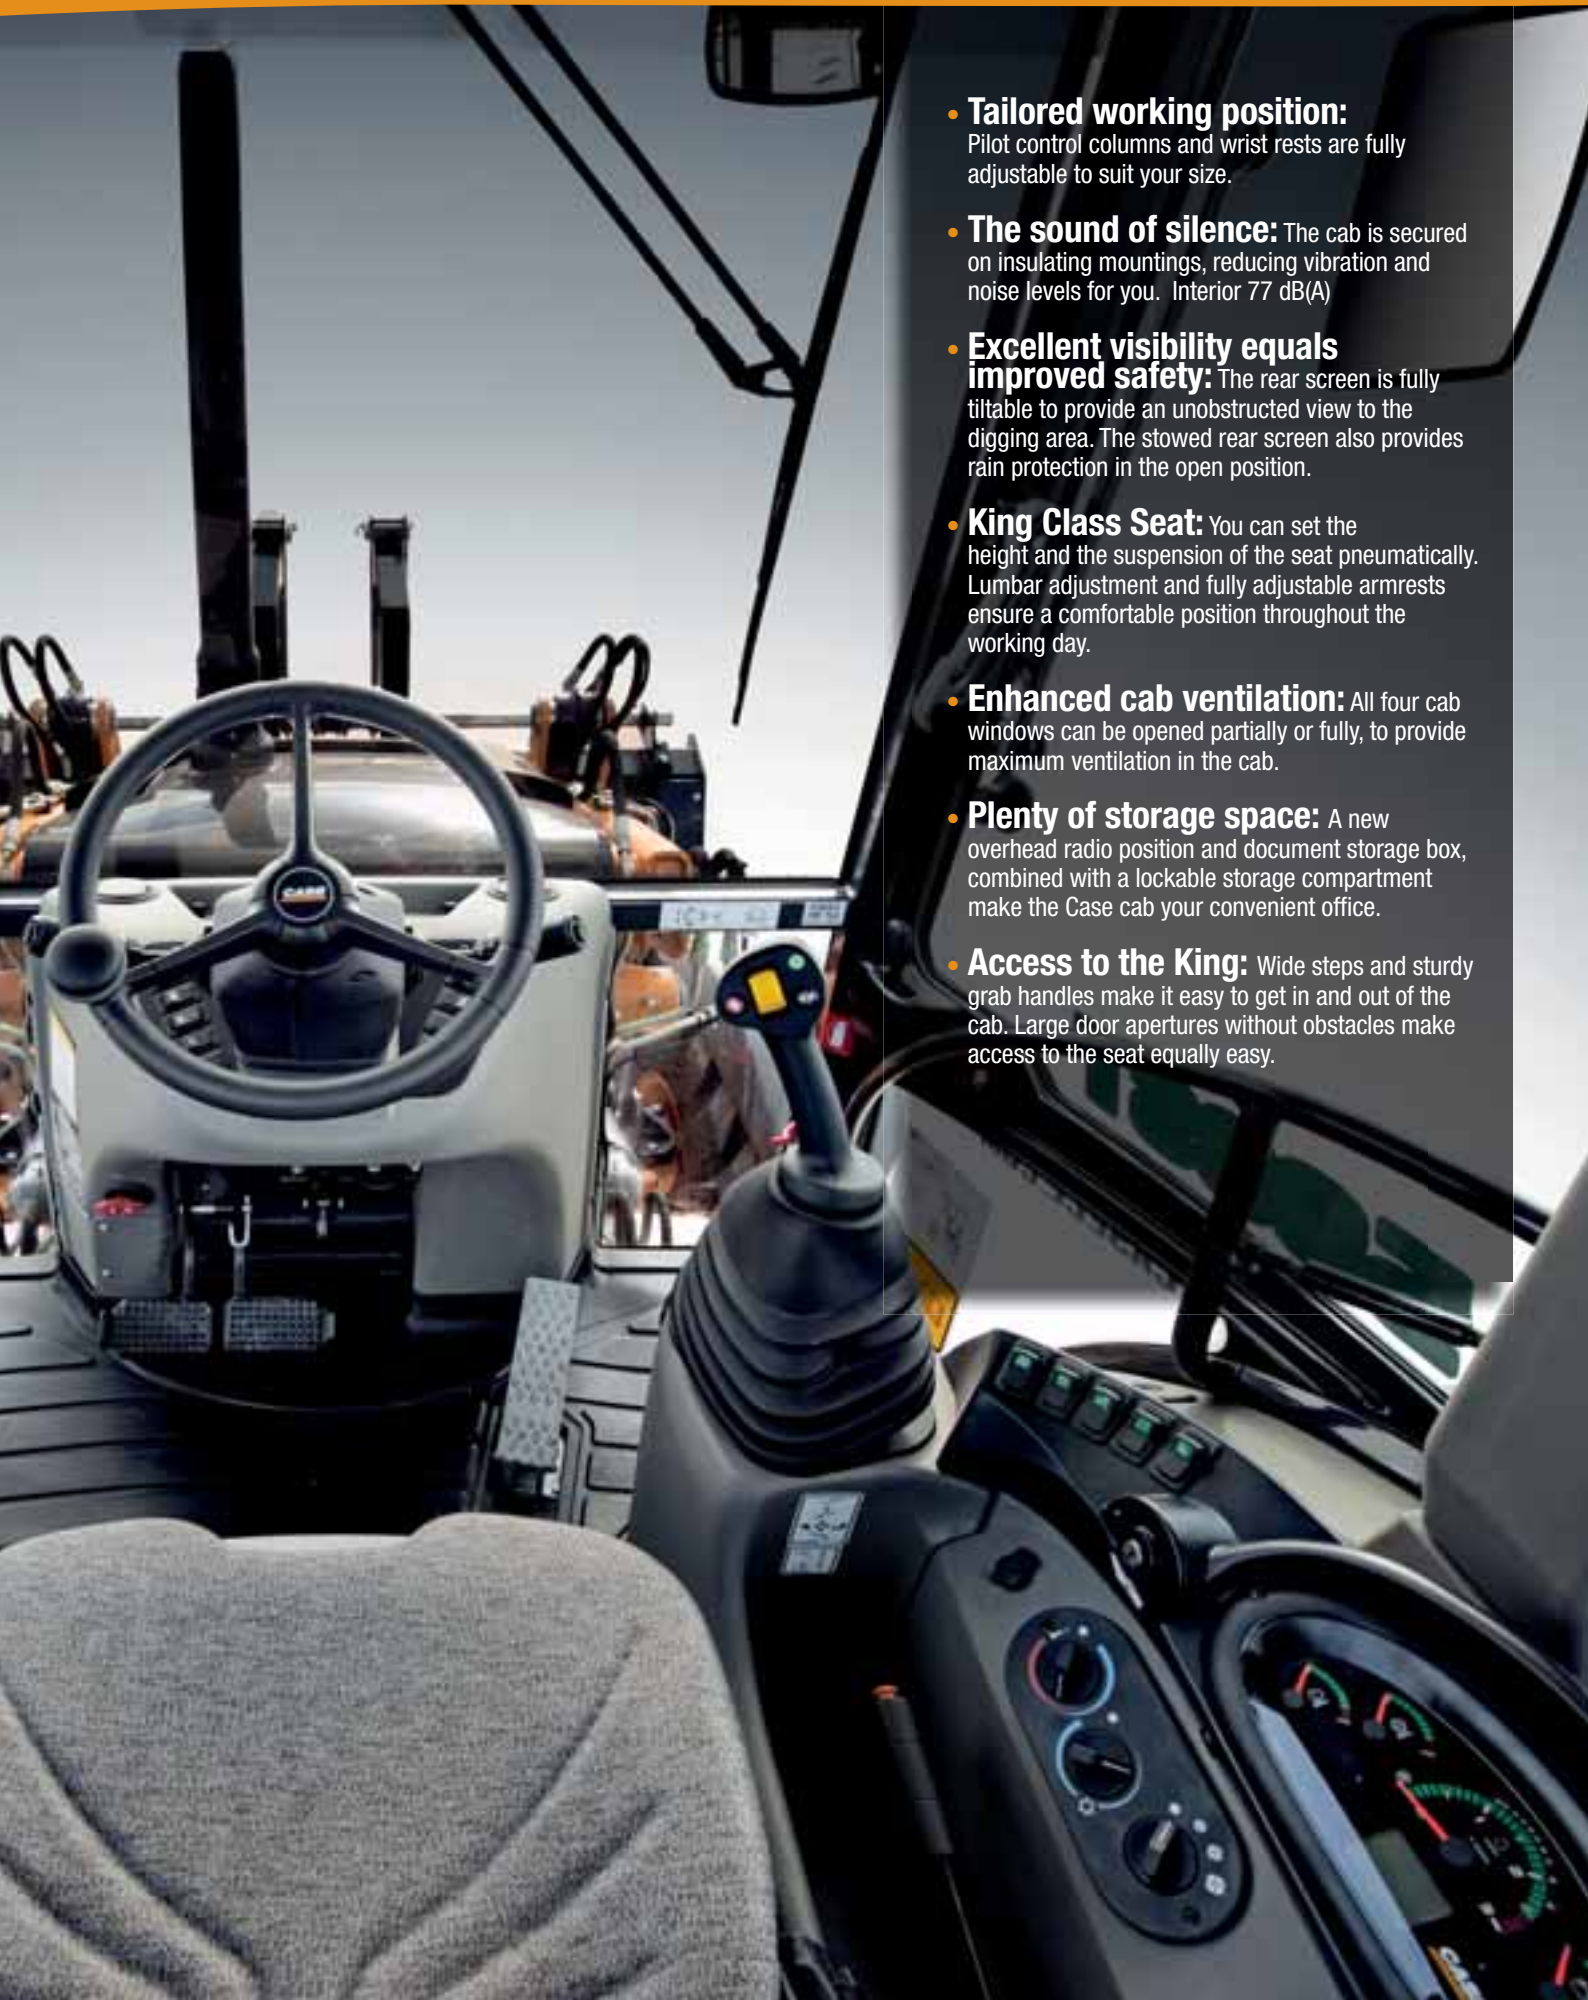 • Tailored working position:
Pilot control columns and wrist rests are fully
adjustable to suit your size.
• The sound of silence: The cab is secured
on insulating mountings, reducing vibration and
noise levels for you.  Interior 77 dB(A)
• Excellent visibility equals
improved safety: The rear screen is fully
tiltable to provide an unobstructed view to the
digging area. The stowed rear screen also provides
rain protection in the open position.
• King Class Seat: You can set the
height and the suspension of the seat pneumatically.
Lumbar adjustment and fully adjustable armrests
ensure a comfortable position throughout the
working day.
• Enhanced cab ventilation: All four cab
windows can be opened partially or fully, to provide
maximum ventilation in the cab.
• Plenty of storage space: A new
overhead radio position and document storage box,
combined with a lockable storage compartment
make the Case cab your convenient office.
• Access to the King: Wide steps and sturdy
grab handles make it easy to get in and out of the
cab. Large door apertures without obstacles make
access to the seat equally easy.
CASE